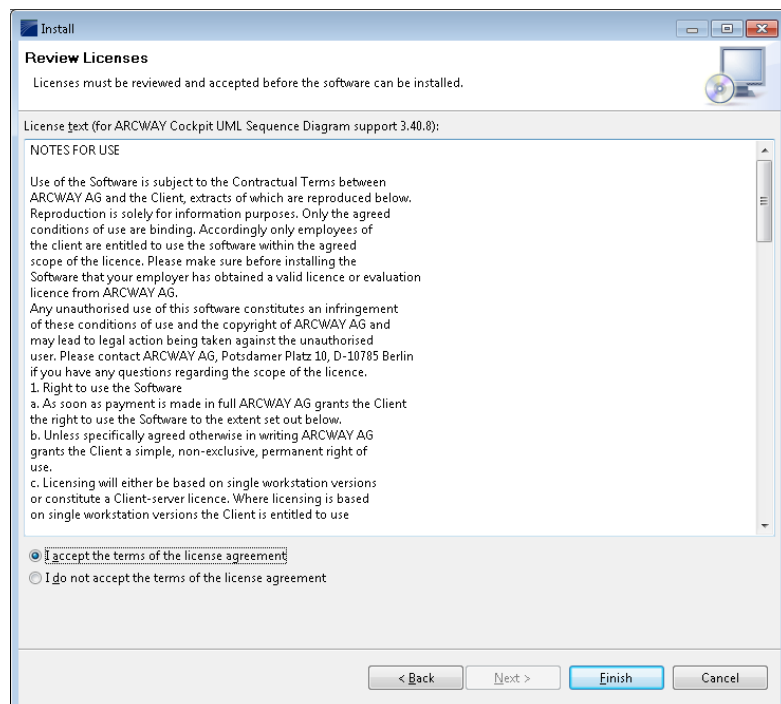 Install
Review Licenses
Licenses must be reviewed and accepted before the software can be installed.
License text (for ARCWAY Cockpit UML Sequence Diagram support 3.40.8):
NOTES FOR USE
Use of the Software is subject to the Contractual Terms between
ARCWAY AG and the Client, extracts of which are reproduced below.
Reproduction is solely for information purposes. Only the agreed
conditions of use are binding. Accordingly only employees of
the client are entitled to use the software within the agreed
scope of the licence. Please make sure before installing the
Software that your employer has obtained a valid licence or evaluation
licence from ARCWAY AG.
Any unauthorised use of this software constitutes an infringement
of these conditions of use and the copyright of ARCWAY AG and
may lead to legal action being taken against the unauthorised
user. Please contact ARCWAY AG, Potsdamer Platz 10, D-10785 Berlin
if you have any questions regarding the scope of the licence.
1. Right to use the Software
a. As soon as payment is made in full ARCWAY AG grants the Client
the right to use the Software to the extent set out below.
b. Unless specifically agreed otherwise in writing ARCWAY AG
grants the Client a simple, non-exclusive, permanent right of
use.
c. Licensing will either be based on single workstation versions
or constitute a Client-server licence. Where licensing is based
on single workstation versions the Client is entitled to use
I accept the terms of the license agreement
I do not accept the terms of the license agreement
< Back Next > Finish Cancel